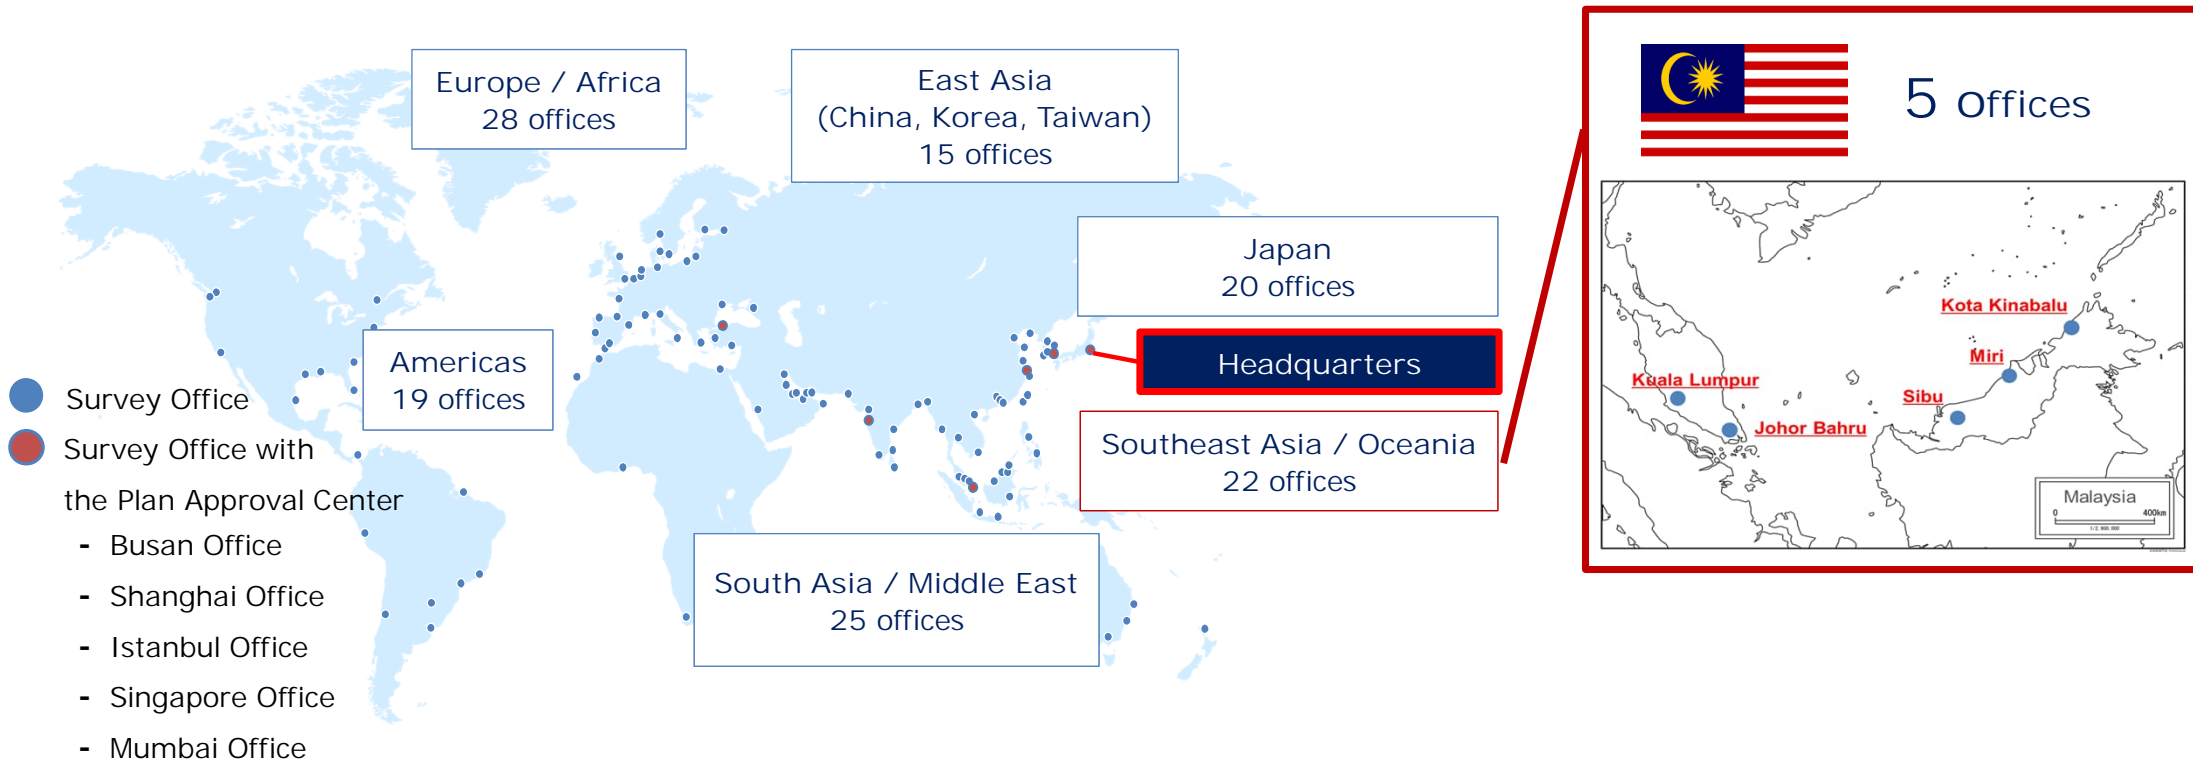 Europe / Africa
28 offices
East Asia
(China, Korea, Taiwan)
15 offices
Japan
20 offices
Headquarters
Americas
19 offices
Southeast Asia / Oceania
22 offices
South Asia / Middle East
25 offices
Survey Office
Survey Office with
the Plan Approval Center
- Busan Office
- Shanghai Office
- Istanbul Office
- Singapore Office
- Mumbai Office
5 offices
Kota Kinabalu
Miri
Kuala Lumpur
Sibu
Johor Bahru
Malaysia
0 400km